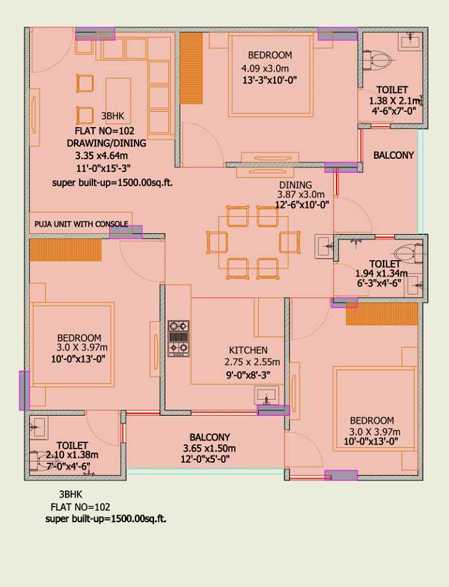 BEDROOM
4.09 x3.0m
13'-3"x10'-0"
TOILET
1.38 X 2.1m
4'-6"x7'-0"
3BHK
FLAT NO=102
DRAWING/DINING
3.35 x4.64m
11'-0"x15'-3"
super built-up=1500.00sq.ft.
BALCONY
DINING
3.87 x3.0m
12'-6"x10'-0"
PUJA UNIT WITH CONSOLE
TOILET
1.94 x1.34m
6'-3"x4'-6"
BEDROOM
3.0 X 3.97m
10'-0"x13'-0"
KITCHEN
2.75 x 2.55m
9'-0"x8'-3"
BEDROOM
3.0 X 3.97m
10'-0"x13'-0"
TOILET
2.10 x1.38m
7'-0"x4'-6"
BALCONY
3.65 x1.50m
12'-0"x5'-0"
3BHK
FLAT NO=102
super built-up=1500.00sq.ft.